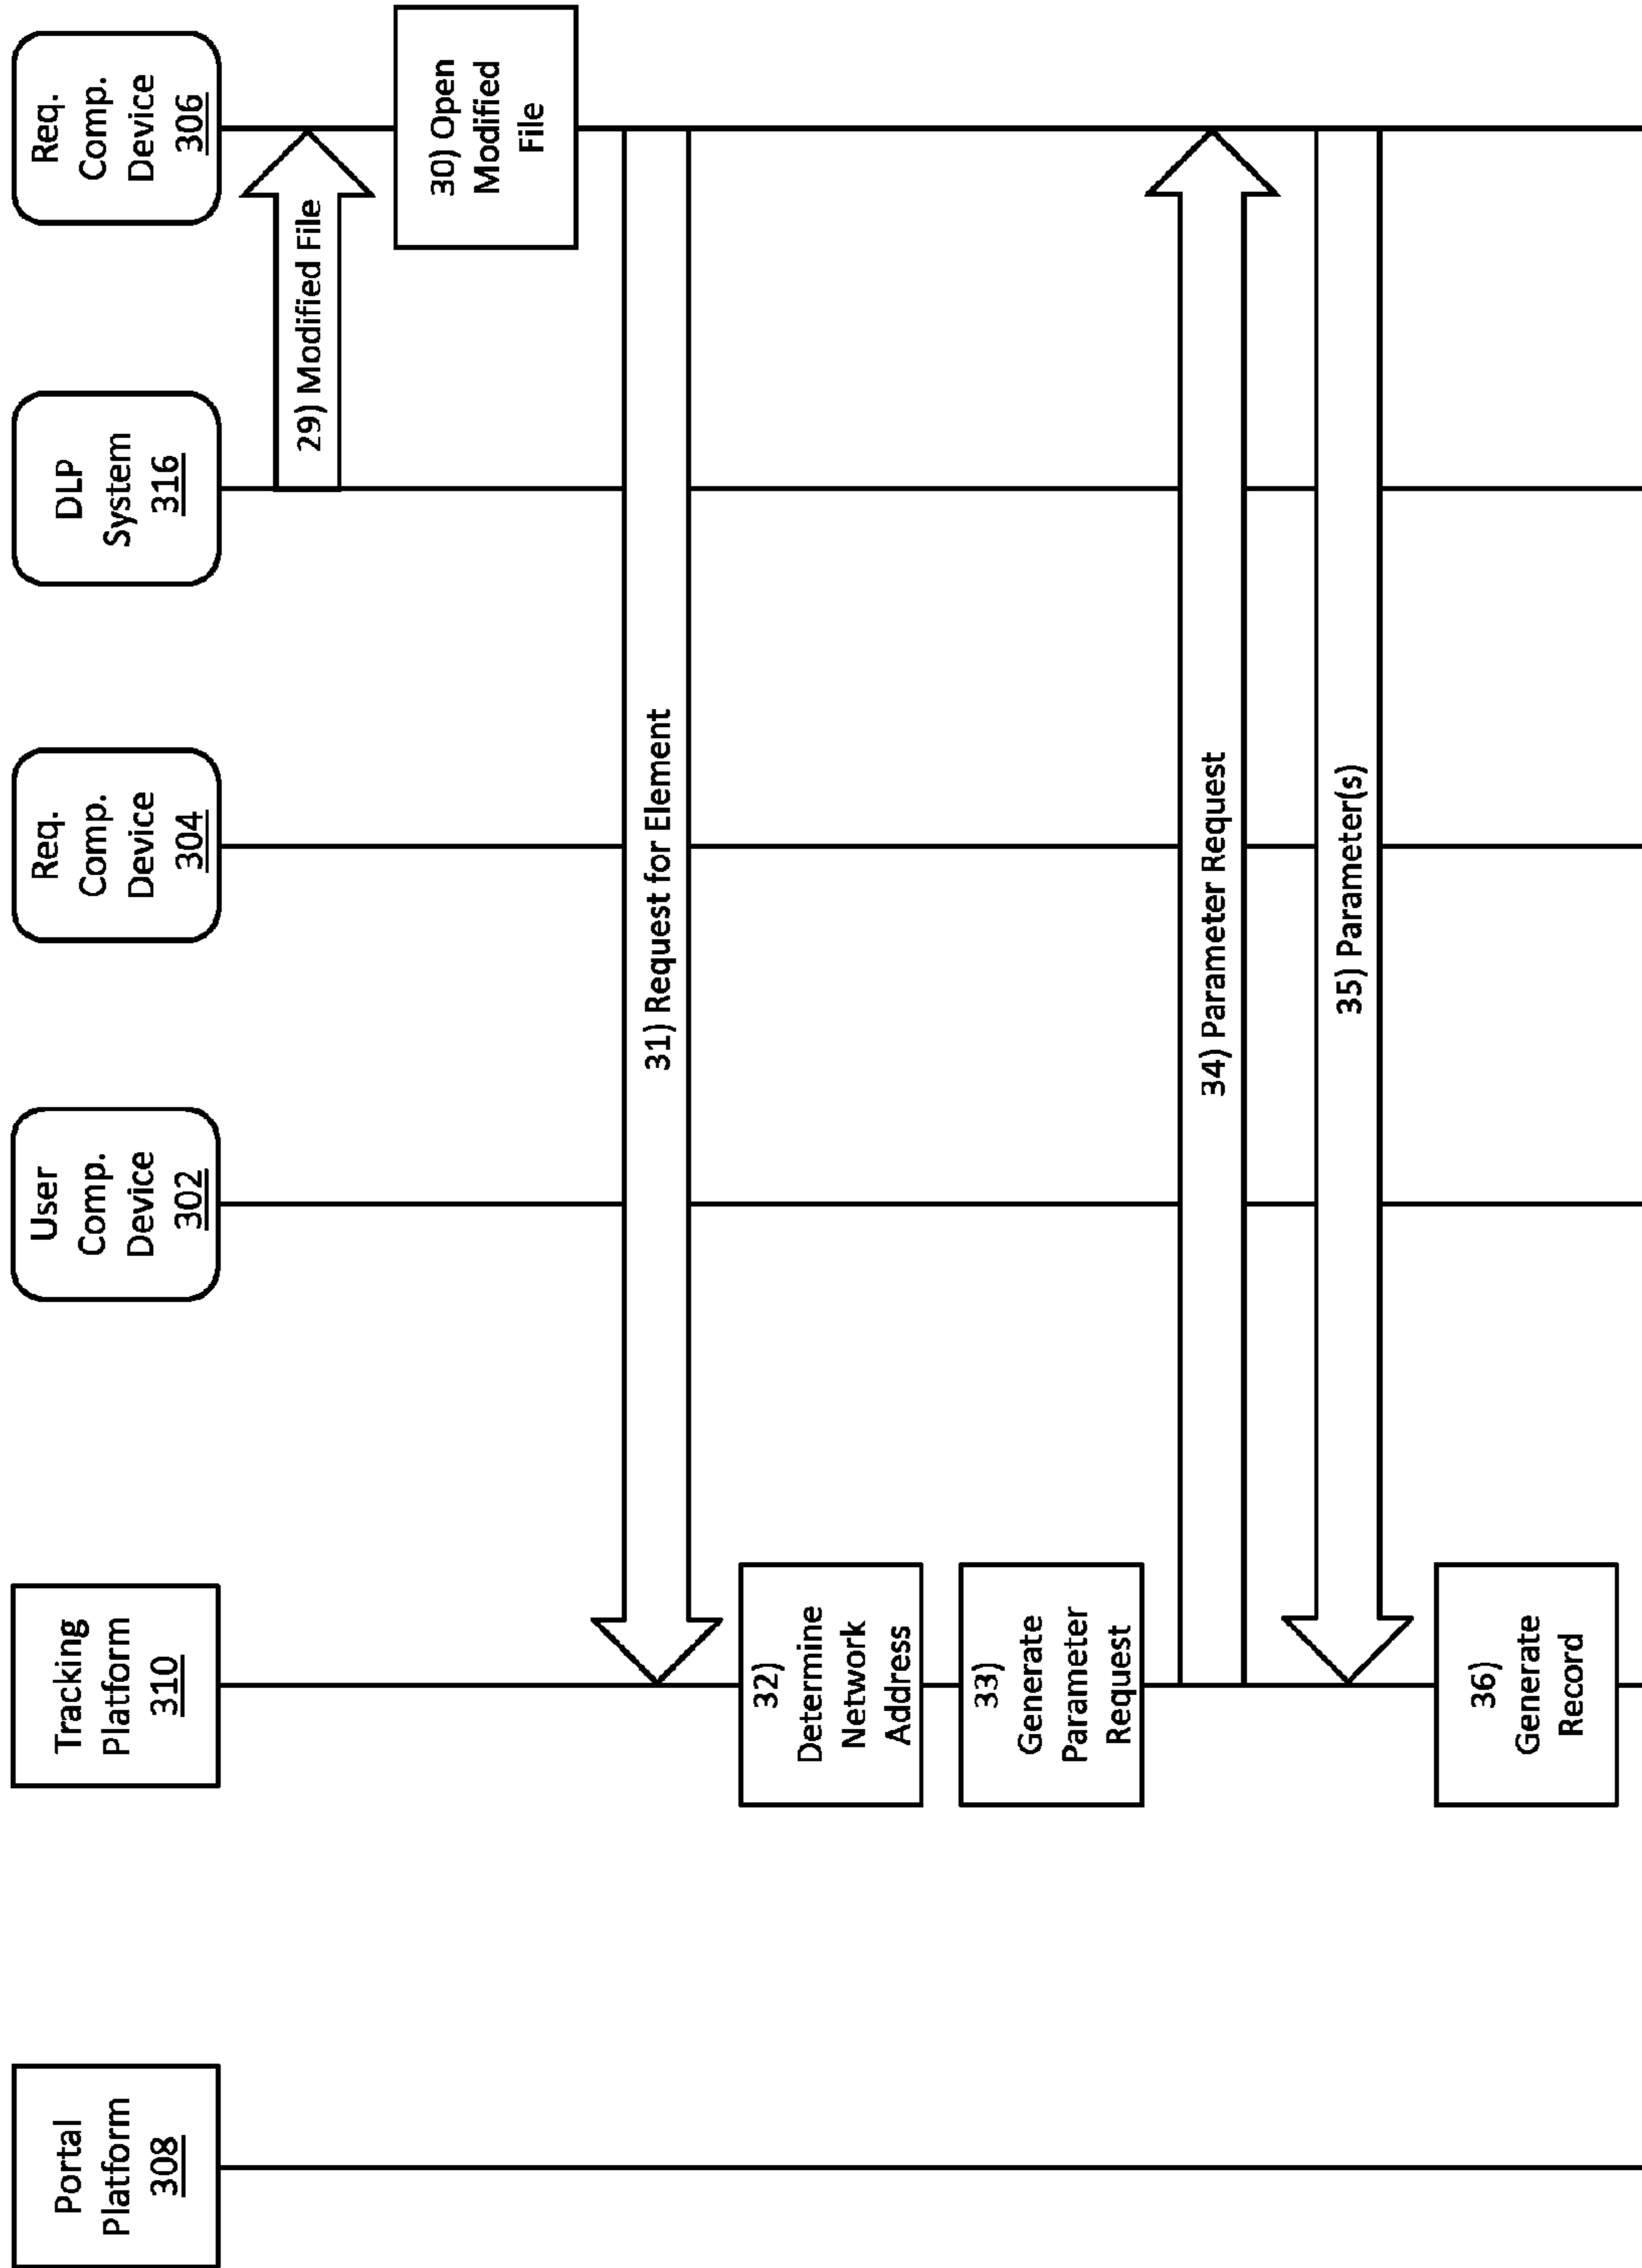 Portal
Platform
308
Tracking
Platform
310
User
Comp.
Device
302
Req.
Comp.
Device
304
DLP
System
316
Req.
Comp.
Device
306
29) Modified File
30) Open
Modified
File
31) Request for Element
32)
Determine
Network
Address
33)
Generate
Parameter
Request
34) Parameter Request
35) Parameter(s)
36)
Generate
Record